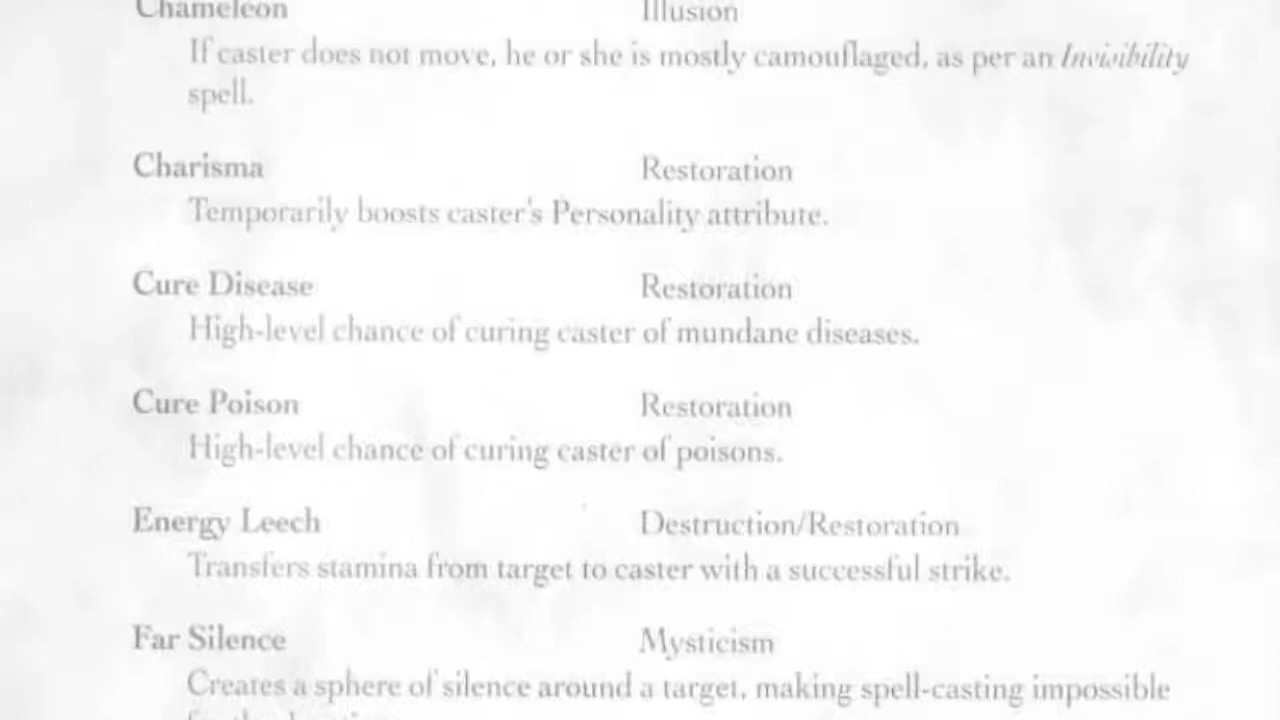 Chameleon Illusion
If caster does not move, he or she is mostly camouflaged, as per an Invisibility
spell.
Charisma Restoration
Temporarily boosts caster's Personality attribute.
Cure Disease Restoration
High-level chance of curing caster of mundane diseases.
Cure Poison Restoration
High-level chance of curing caster of poisons.
Energy Leech Destruction/Restoration
Transfers stamina from target to caster with a successful strike.
Far Silence Mysticism
Creates a sphere of silence around a target, making spell-casting impossible